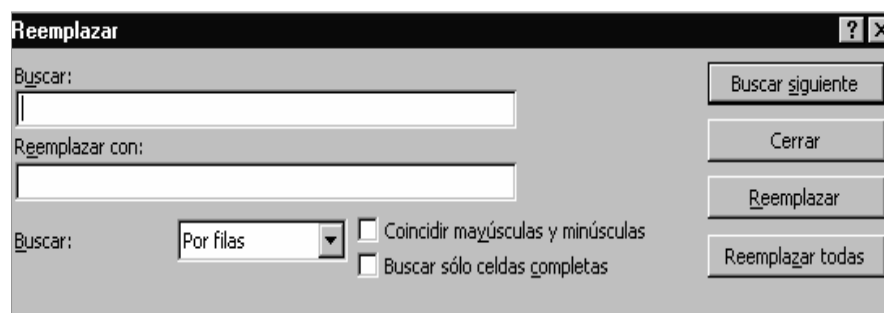 Reemplazar
Buscar:
Buscar siguiente
Reemplazar con:
Cerrar
Reemplazar
Buscar:
Por filas
Coincidir mayúsculas y minúsculas
Buscar sólo celdas completas
Reemplazar todas